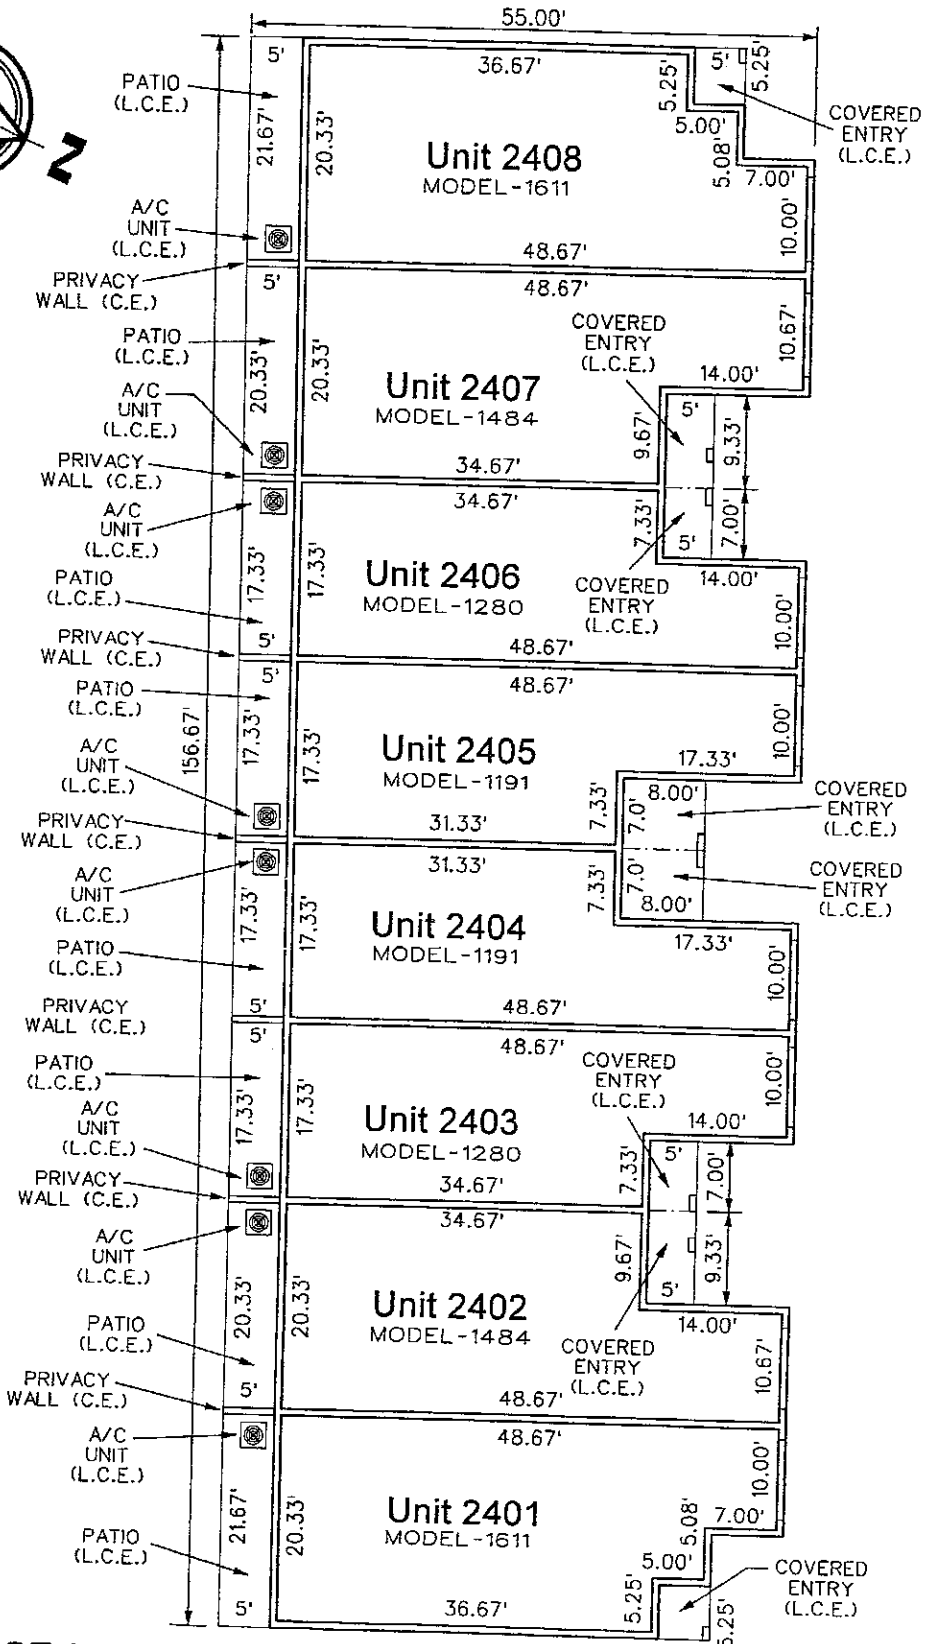 55.00'
N
5'
PATIO
(L.C.E.)
21.67'
20.33'
36.67'
5.25'
5'
5.25'
5.00'
5.08'
7.00'
COVERED
ENTRY
(L.C.E.)
Unit 2408
MODEL-1611
10.00'
A/C
UNIT
(L.C.E.)
48.67'
PRIVACY
WALL (C.E.)
5'
48.67'
COVERED
ENTRY
(L.C.E.)
PATIO
(L.C.E.)
20.33'
20.33'
10.67'
14.00'
Unit 2407
MODEL-1484
5'
9.67'
9.33'
A/C
UNIT
(L.C.E.)
34.67'
PRIVACY
WALL (C.E.)
34.67'
A/C
UNIT
(L.C.E.)
7.33'
7.00'
5'
17.33'
17.33'
Unit 2406
MODEL-1280
COVERED
ENTRY
(L.C.E.)
14.00'
PATIO
(L.C.E.)
10.00'
5'
48.67'
PRIVACY
WALL (C.E.)
5'
48.67'
PATIO
(L.C.E.)
156.67'
17.33'
17.33'
10.00'
Unit 2405
MODEL-1191
17.33'
A/C
UNIT
(L.C.E.)
8.00'
7.33'
7.0'
COVERED
ENTRY
(L.C.E.)
31.33'
PRIVACY
WALL (C.E.)
31.33'
A/C
UNIT
(L.C.E.)
7.33'
7.0'
COVERED
ENTRY
(L.C.E.)
8.00'
17.33'
17.33'
Unit 2404
MODEL-1191
17.33'
PATIO
(L.C.E.)
10.00'
5'
48.67'
PRIVACY
WALL (C.E.)
5'
48.67'
COVERED
ENTRY
(L.C.E.)
PATIO
(L.C.E.)
17.33'
17.33'
10.00'
Unit 2403
MODEL-1280
14.00'
A/C
UNIT
(L.C.E.)
5'
7.33'
7.00'
34.67'
PRIVACY
WALL (C.E.)
34.67'
A/C
UNIT
(L.C.E.)
9.67'
9.33'
5'
20.33'
20.33'
Unit 2402
MODEL-1484
14.00'
PATIO
(L.C.E.)
COVERED
ENTRY
(L.C.E.)
10.67'
5'
48.67'
PRIVACY
WALL (C.E.)
48.67'
A/C
UNIT
(L.C.E.)
10.00'
21.67'
20.33'
Unit 2401
MODEL-1611
5.08'
7.00'
PATIO
(L.C.E.)
5.00'
COVERED
ENTRY
(L.C.E.)
5'
36.67'
5.25'
5.25'